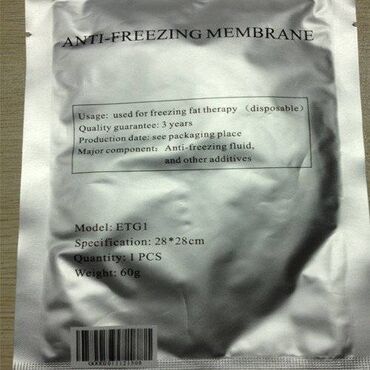 ANTI-FREEZING MEMBRANE
Usage: used for freezing fat therapy (disposable)
Quality guarantee: 3 years
Production date: see packaging place
Major component: Anti-freezing fluid,
and other additives
Model: ETG1
Specification: 28*28cm
Quantity: 1 PCS
Weight: 60g